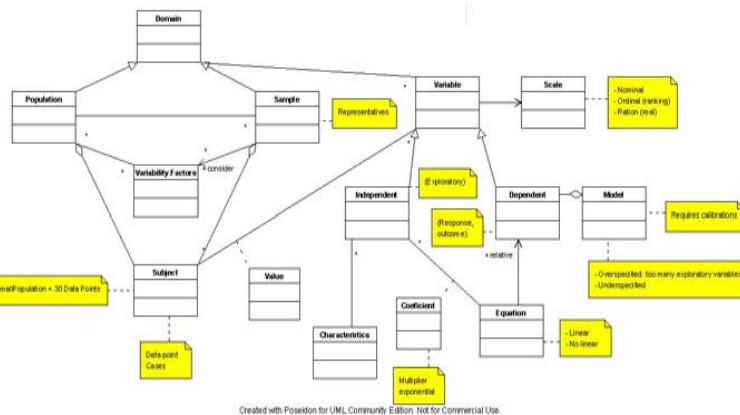 Domain
Population
Sample
Variable
Scale
- Nominal
- Ordinal (ranking)
- Ration (real)
Representatives
Variability Factors
consider
(Exploratory)
Independent
Dependent
Model
(Response,
outcome)
Requires calibrations
relative
- Overspecified: too many exploratory variables
- Underspecified
Subject
Value
Population < 30 Data Points
Coeficient
Equation
- Linear
- No linear
Data point
Cases
Multiplier
exponential
Created with Poseidon for UML Community Edition. Not for Commercial Use.